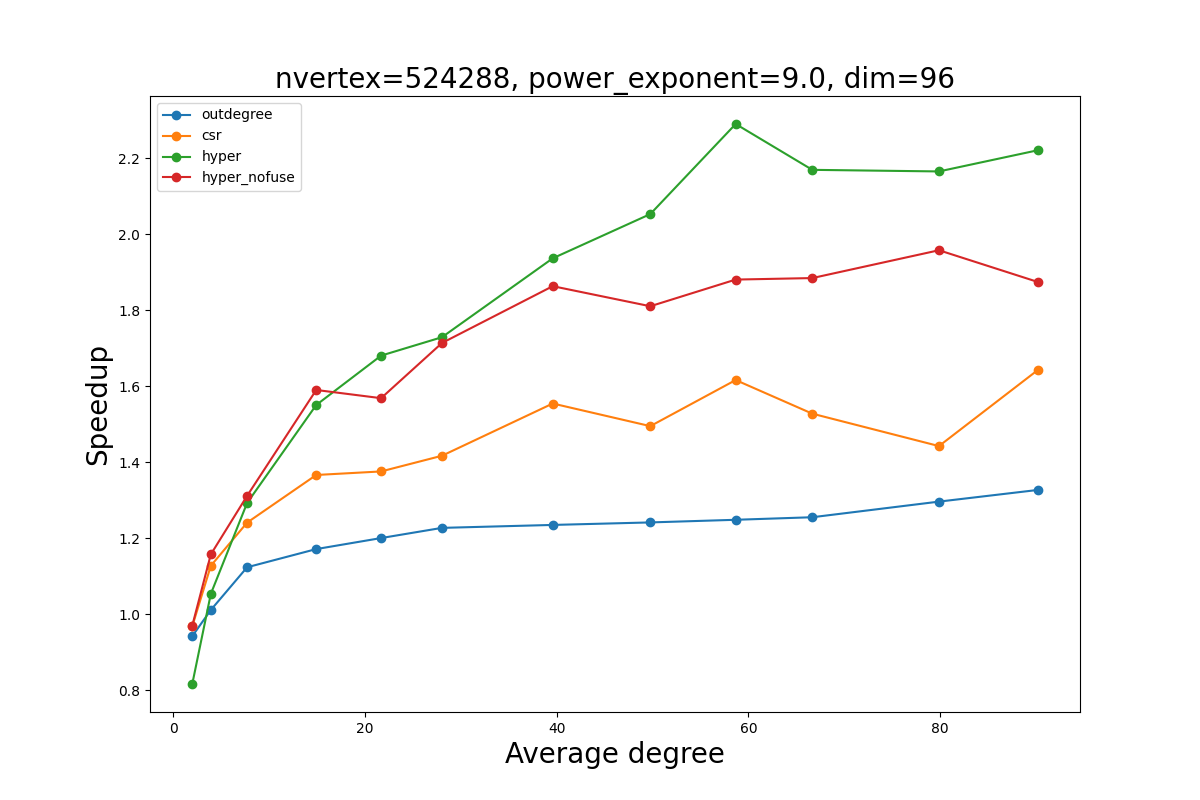 nvertex=524288, power_exponent=9.0, dim=96
outdegree
csr
hyper
hyper_nofuse
Speedup
2.2
2.0
1.8
1.6
1.4
1.2
1.0
0.8
0 20 40 60 80
Average degree